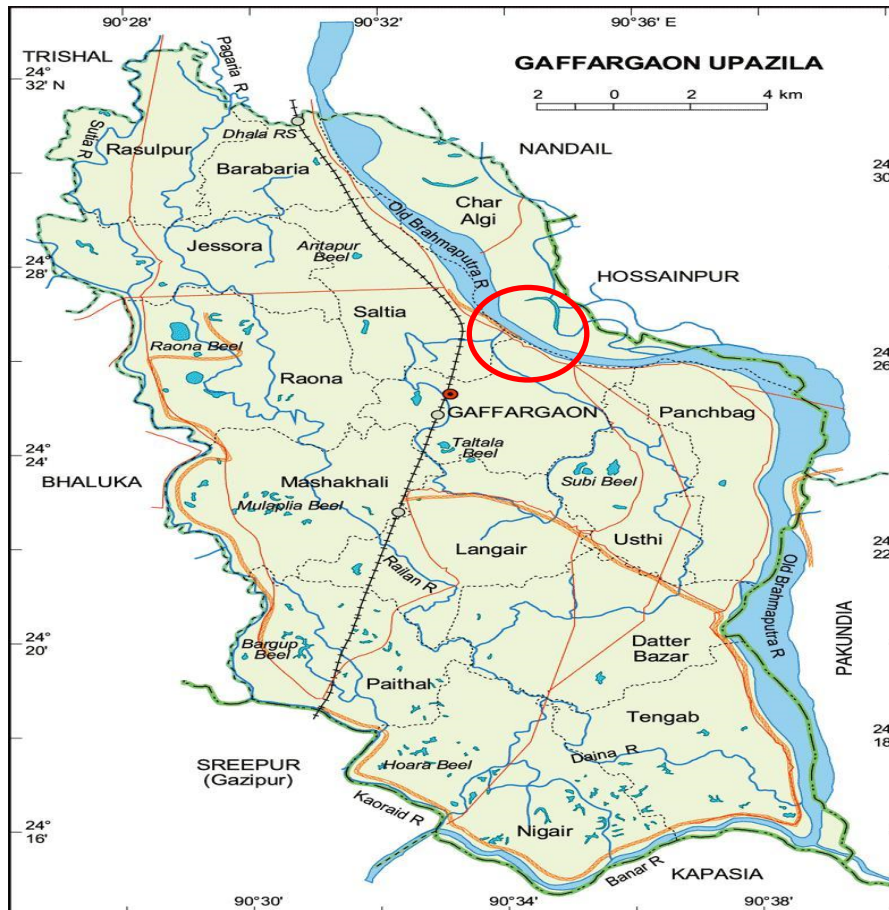 90° 28'
90° 32'
90° 36' E
TRISHAL
24°
32' N
Pagaria R
GAFFARGAON UPAZILA
2 0 2 4 km
Sutia R
Dhala RS
Rasulpur
Barabaria
NANDAIL
24
30
Char
Algi
Old Brahmaputra R
Jessora
Aritapur
Beel
24°
28'
HOSSAINPUR
Saltia
Raona Beel
24
26
Raona
GAFFARGAON
Panchbag
Taltala
Beel
24°
24'
BHALUKA
Mashakhali
Subi Beel
Mulaplia Beel
Langair
Usthi
24
22
Railan R
Old Brahmaputra R
24°
20'
Bargup
Beel
Datter
Bazar
PAKUNDIA
Paithal
Tengab
24
18
SREEPUR
(Gazipur)
Hoara Beel
Daina R
Kaoraid R
24°
16'
Nigair
Banar R
KAPASIA
90° 30'
90° 34'
90° 38'